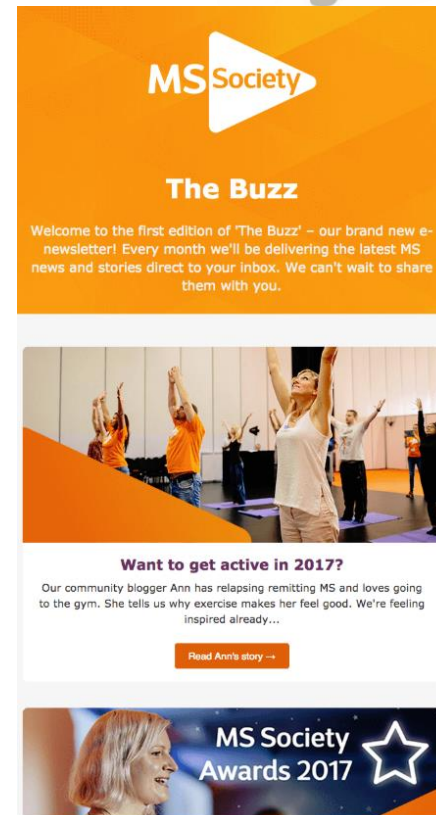 MS Society
The Buzz
Welcome to the first edition of 'The Buzz' – our brand new e-
newsletter! Every month we'll be delivering the latest MS
news and stories direct to your inbox. We can't wait to share
them with you.
Want to get active in 2017?
Our community blogger Ann has relapsing remitting MS and loves going
to the gym. She tells us why exercise makes her feel good. We're feeling
inspired already...
Read Ann's story →
MS Society
Awards 2017